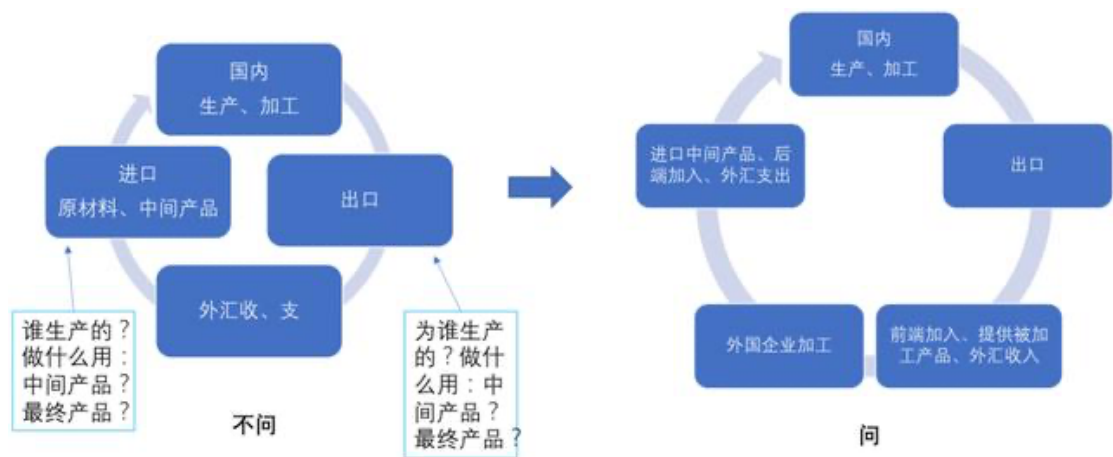 国内
生产、加工
进口
原材料、中间产品
出口
外汇收、支
谁生产的？
做什么用：
中间产品？
最终产品？
为谁生产
的？做什
么用：中
间产品？
最终产品？
不问
国内
生产、加工
进口中间产品、后
端加入、外汇支出
出口
外国企业加工
前端加入、提供被加
工产品、外汇收入
问